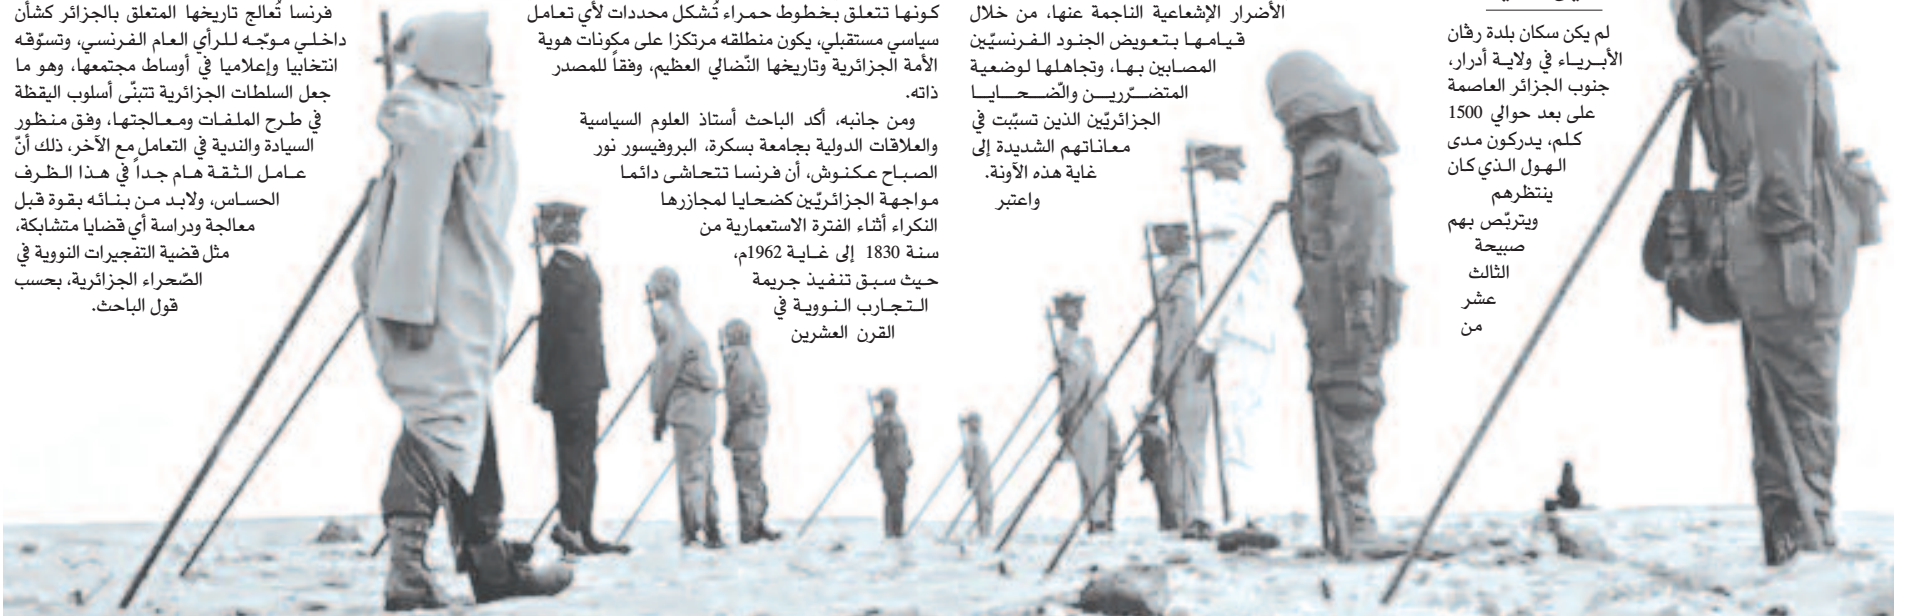 لم يكن سكان بلدة رقان
الأبرياء في ولاية أدرار،
جنوب الجزائر العاصمة
على بعد حوالي 1500
كلم، يدركون مدى
الهول الذي كان
ينتظرهم
ويتربّص بهم
صبيحة
الثالث
عشر
من
الأضرار الإشعاعية الناجمة عنها، من خلال
قيامها بتعويض الجنود الفرنسيّين
المصابين بها، وتجاهلها لوضعية
المتضـرّريــن والّضــحــايــا
الجزائريّين الذين تسبّبت في
معاناتهم الشديدة إلى
غاية هذه الآونة.
واعتبر
كونها تتعلق بخطوط حمراء تُشكل محددات لأي تعامل
سياسي مستقبلي، يكون منطلقه مرتكزا على مكونات هوية
الأمة الجزائرية وتاريخها النّضالي العظيم، وفقاً للمصدر
ذاته.
ومن جانبه، أكد الباحث أستاذ العلوم السياسية
والعلاقات الدولية بجامعة بسكرة، البروفيسور نور
الصباح عكنوش، أن فرنسا تتحاشى دائما
مواجهة الجزائريّين كضحايا لمجازرها
النكراء أثناء الفترة الاستعمارية من
سنة 1830 إلى غاية 1962م،
حيث سبق تنفيذ جريمة
التجارب النووية في
القرن العشرين
فرنسا تُعالج تاريخها المتعلق بالجزائر كشأن
داخلي موجّه للرأي العام الفرنسي، وتسوّقه
انتخابيا وإعلاميا في أوساط مجتمعها، وهو ما
جعل السلطات الجزائرية تتبنّى أسلوب اليقظة
في طرح الملفات ومعالجتها، وفق منظور
السيادة والندية في التعامل مع الآخر، ذلك أنّ
عامل الثقة هام جداً في هذا الظرف
الحساس، ولابد من بنائه بقوة قبل
معالجة ودراسة أي قضايا متشابكة،
مثل قضية التفجيرات النووية في
الصّحراء الجزائرية، بحسب
قول الباحث.